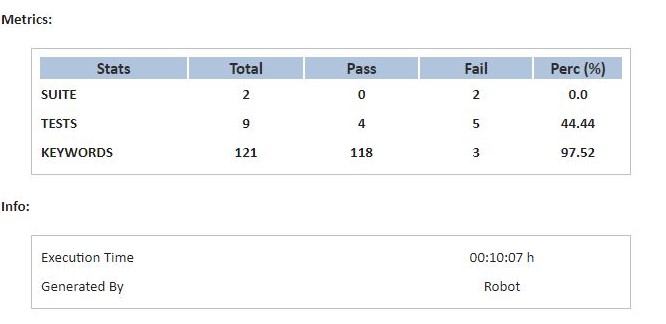 Metrics:
Stats Total Pass Fail Perc (%)
SUITE 2 0 2 0.0
TESTS 9 4 5 44.44
KEYWORDS 121 118 3 97.52
Info:
Execution Time 00:10:07 h
Generated By Robot